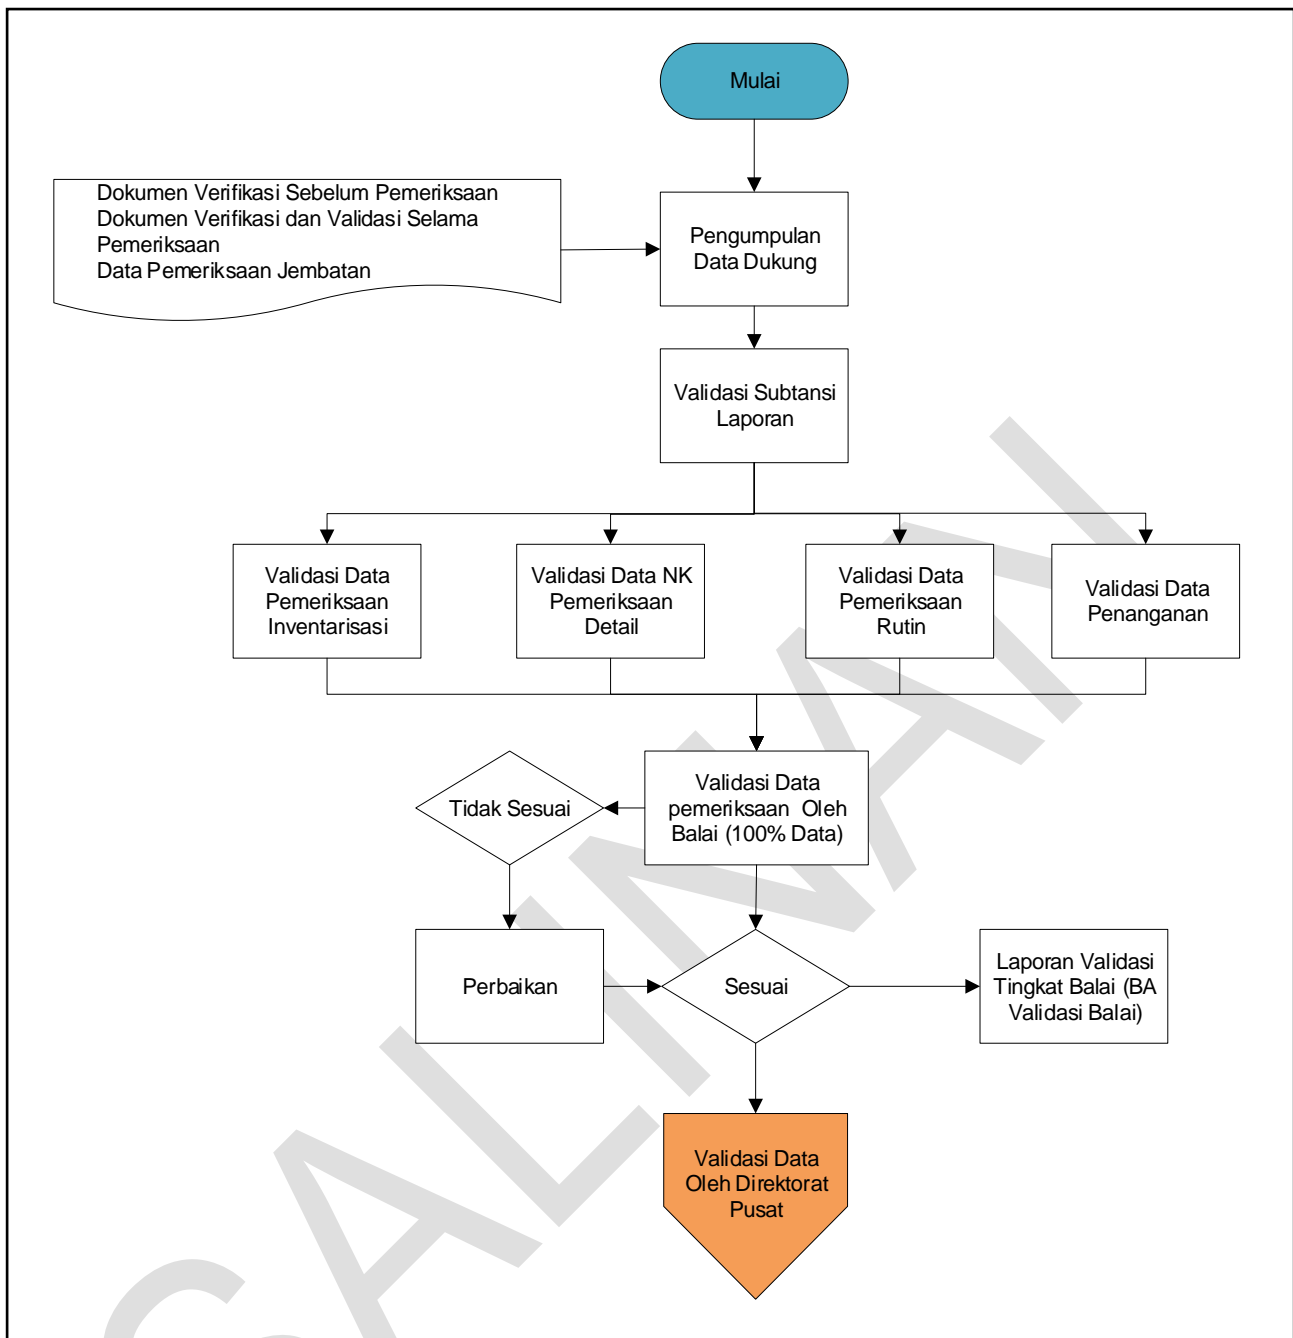 Mulai
Dokumen Verifikasi Sebelum Pemeriksaan
Dokumen Verifikasi dan Validasi Selama
Pemeriksaan
Data Pemeriksaan Jembatan
Pengumpulan
Data Dukung
Validasi Subtansi
Laporan
Validasi Data
Pemeriksaan
Inventarisasi
Validasi Data NK
Pemeriksaan
Detail
Validasi Data
Pemeriksaan
Rutin
Validasi Data
Penanganan
Tidak Sesuai
Validasi Data
pemeriksaan Oleh
Balai (100% Data)
Perbaikan
Sesuai
Laporan Validasi
Tingkat Balai (BA
Validasi Balai)
Validasi Data
Oleh Direktorat
Pusat
SALINAN